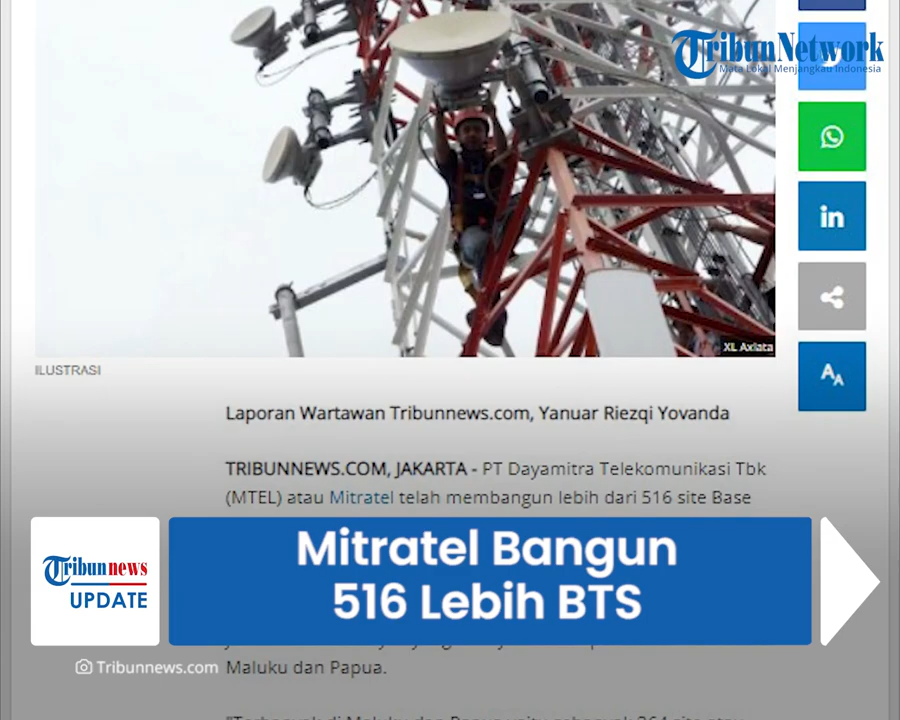 TribunNetwork
Mata Lokal Menjangkau Indonesia
in
XL Axiata
ILUSTRASI
AA
Laporan Wartawan Tribunnews.com, Yanuar Riezqi Yovanda
TRIBUNNEWS.COM, JAKARTA - PT Dayamitra Telekomunikasi Tbk
(MTEL) atau Mitratel telah membangun lebih dari 516 site Base
Tribunnews
UPDATE
Mitratel Bangun
516 Lebih BTS
Tribunnews.com
Maluku dan Papua.